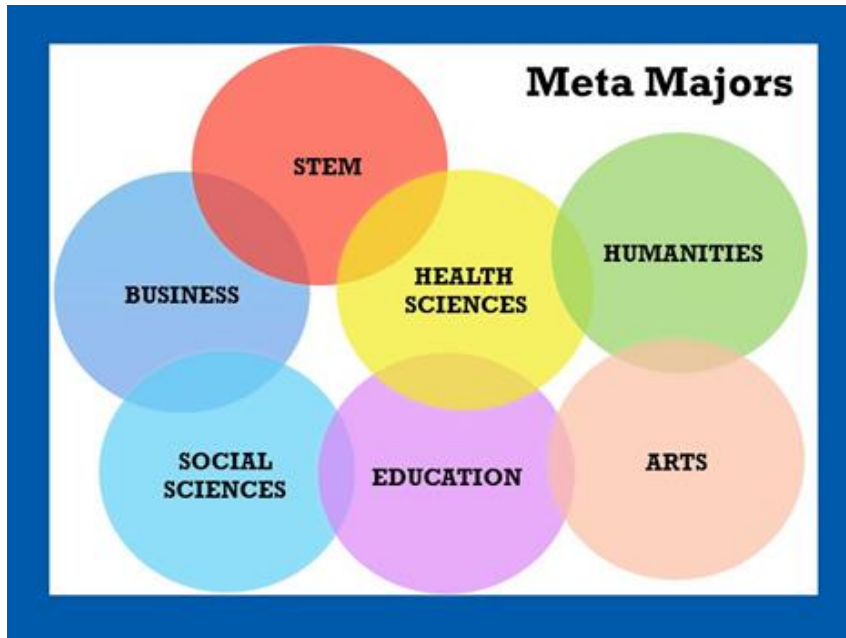 Meta Majors
STEM
HUMANITIES
HEALTH
SCIENCES
BUSINESS
SOCIAL
SCIENCES
EDUCATION
ARTS